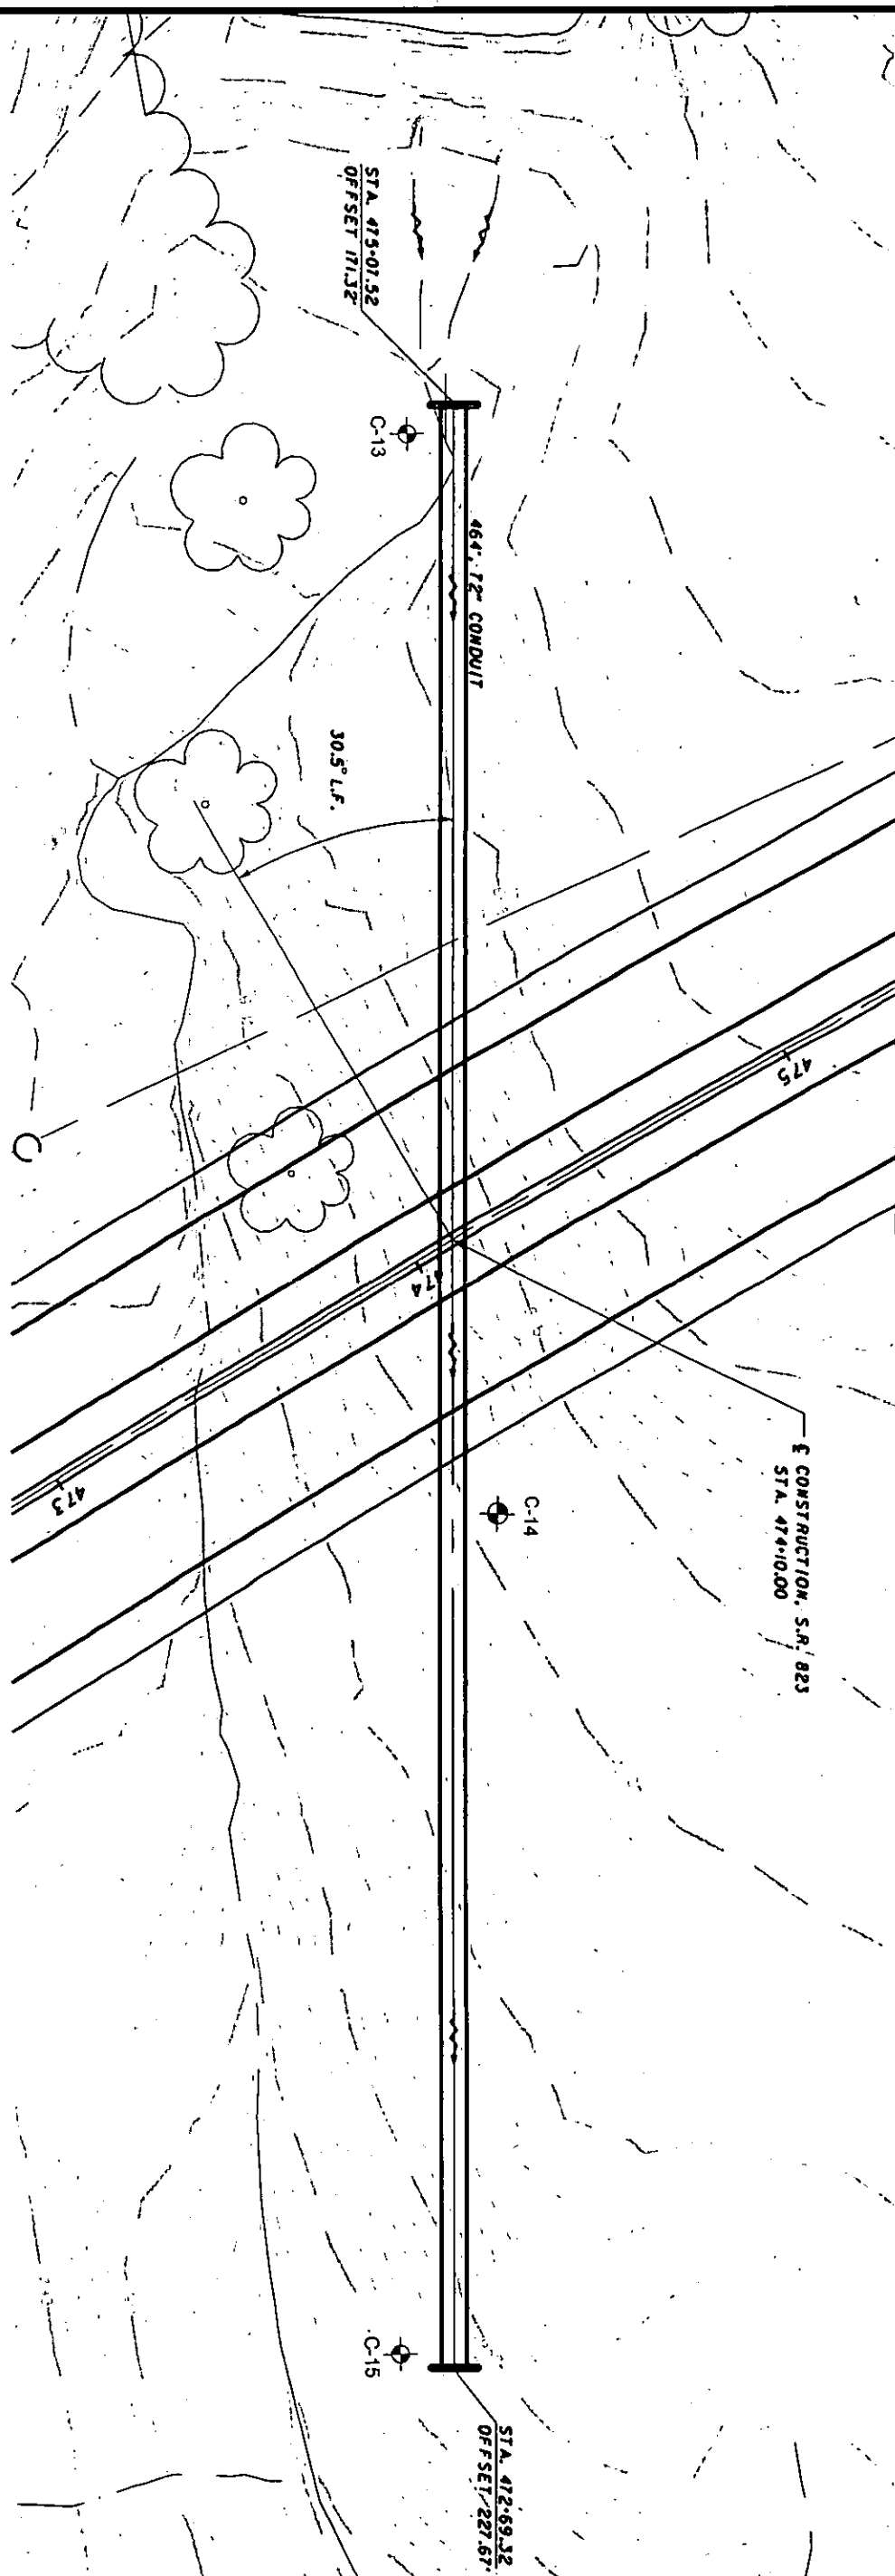 STA. 475+07.52
OFFSET 171.32'
C-13
464', 72" CONDUIT
30.5° L.F.
475
474
473
℄ CONSTRUCTION, S.R. 823
STA. 474+10.00
C-14
C-15
STA. 472+69.32
OFFSET 227.67'
C